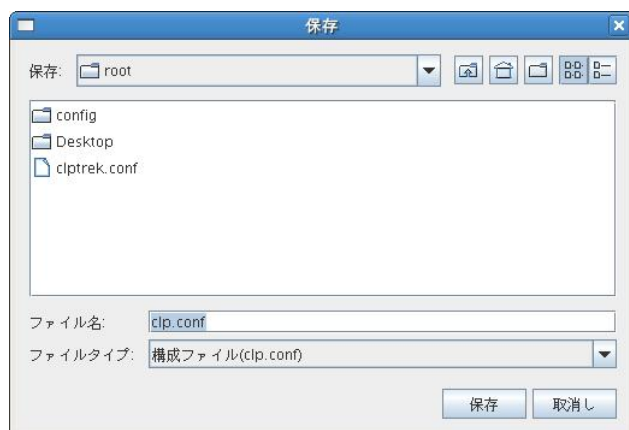 保存
保存: root
config
Desktop
clptrek.conf
ファイル名: clp.conf
ファイルタイプ: 構成ファイル(clp.conf)
保存 取消し